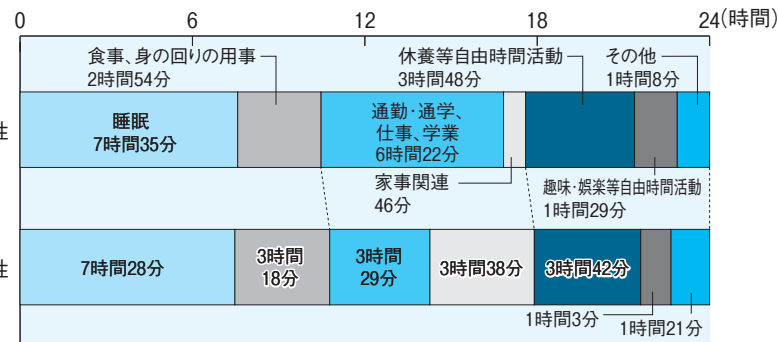 0 6 12 18 24(時間)
食事、身の回りの用事
2時間54分
休養等自由時間活動
3時間48分
その他
1時間8分
性
睡眠
7時間35分
通勤・通学、
仕事、学業
6時間22分
家事関連
46分
趣味・娯楽等自由時間活動
1時間29分
性
7時間28分
3時間
18分
3時間
29分
3時間38分
3時間42分
1時間3分
1時間21分